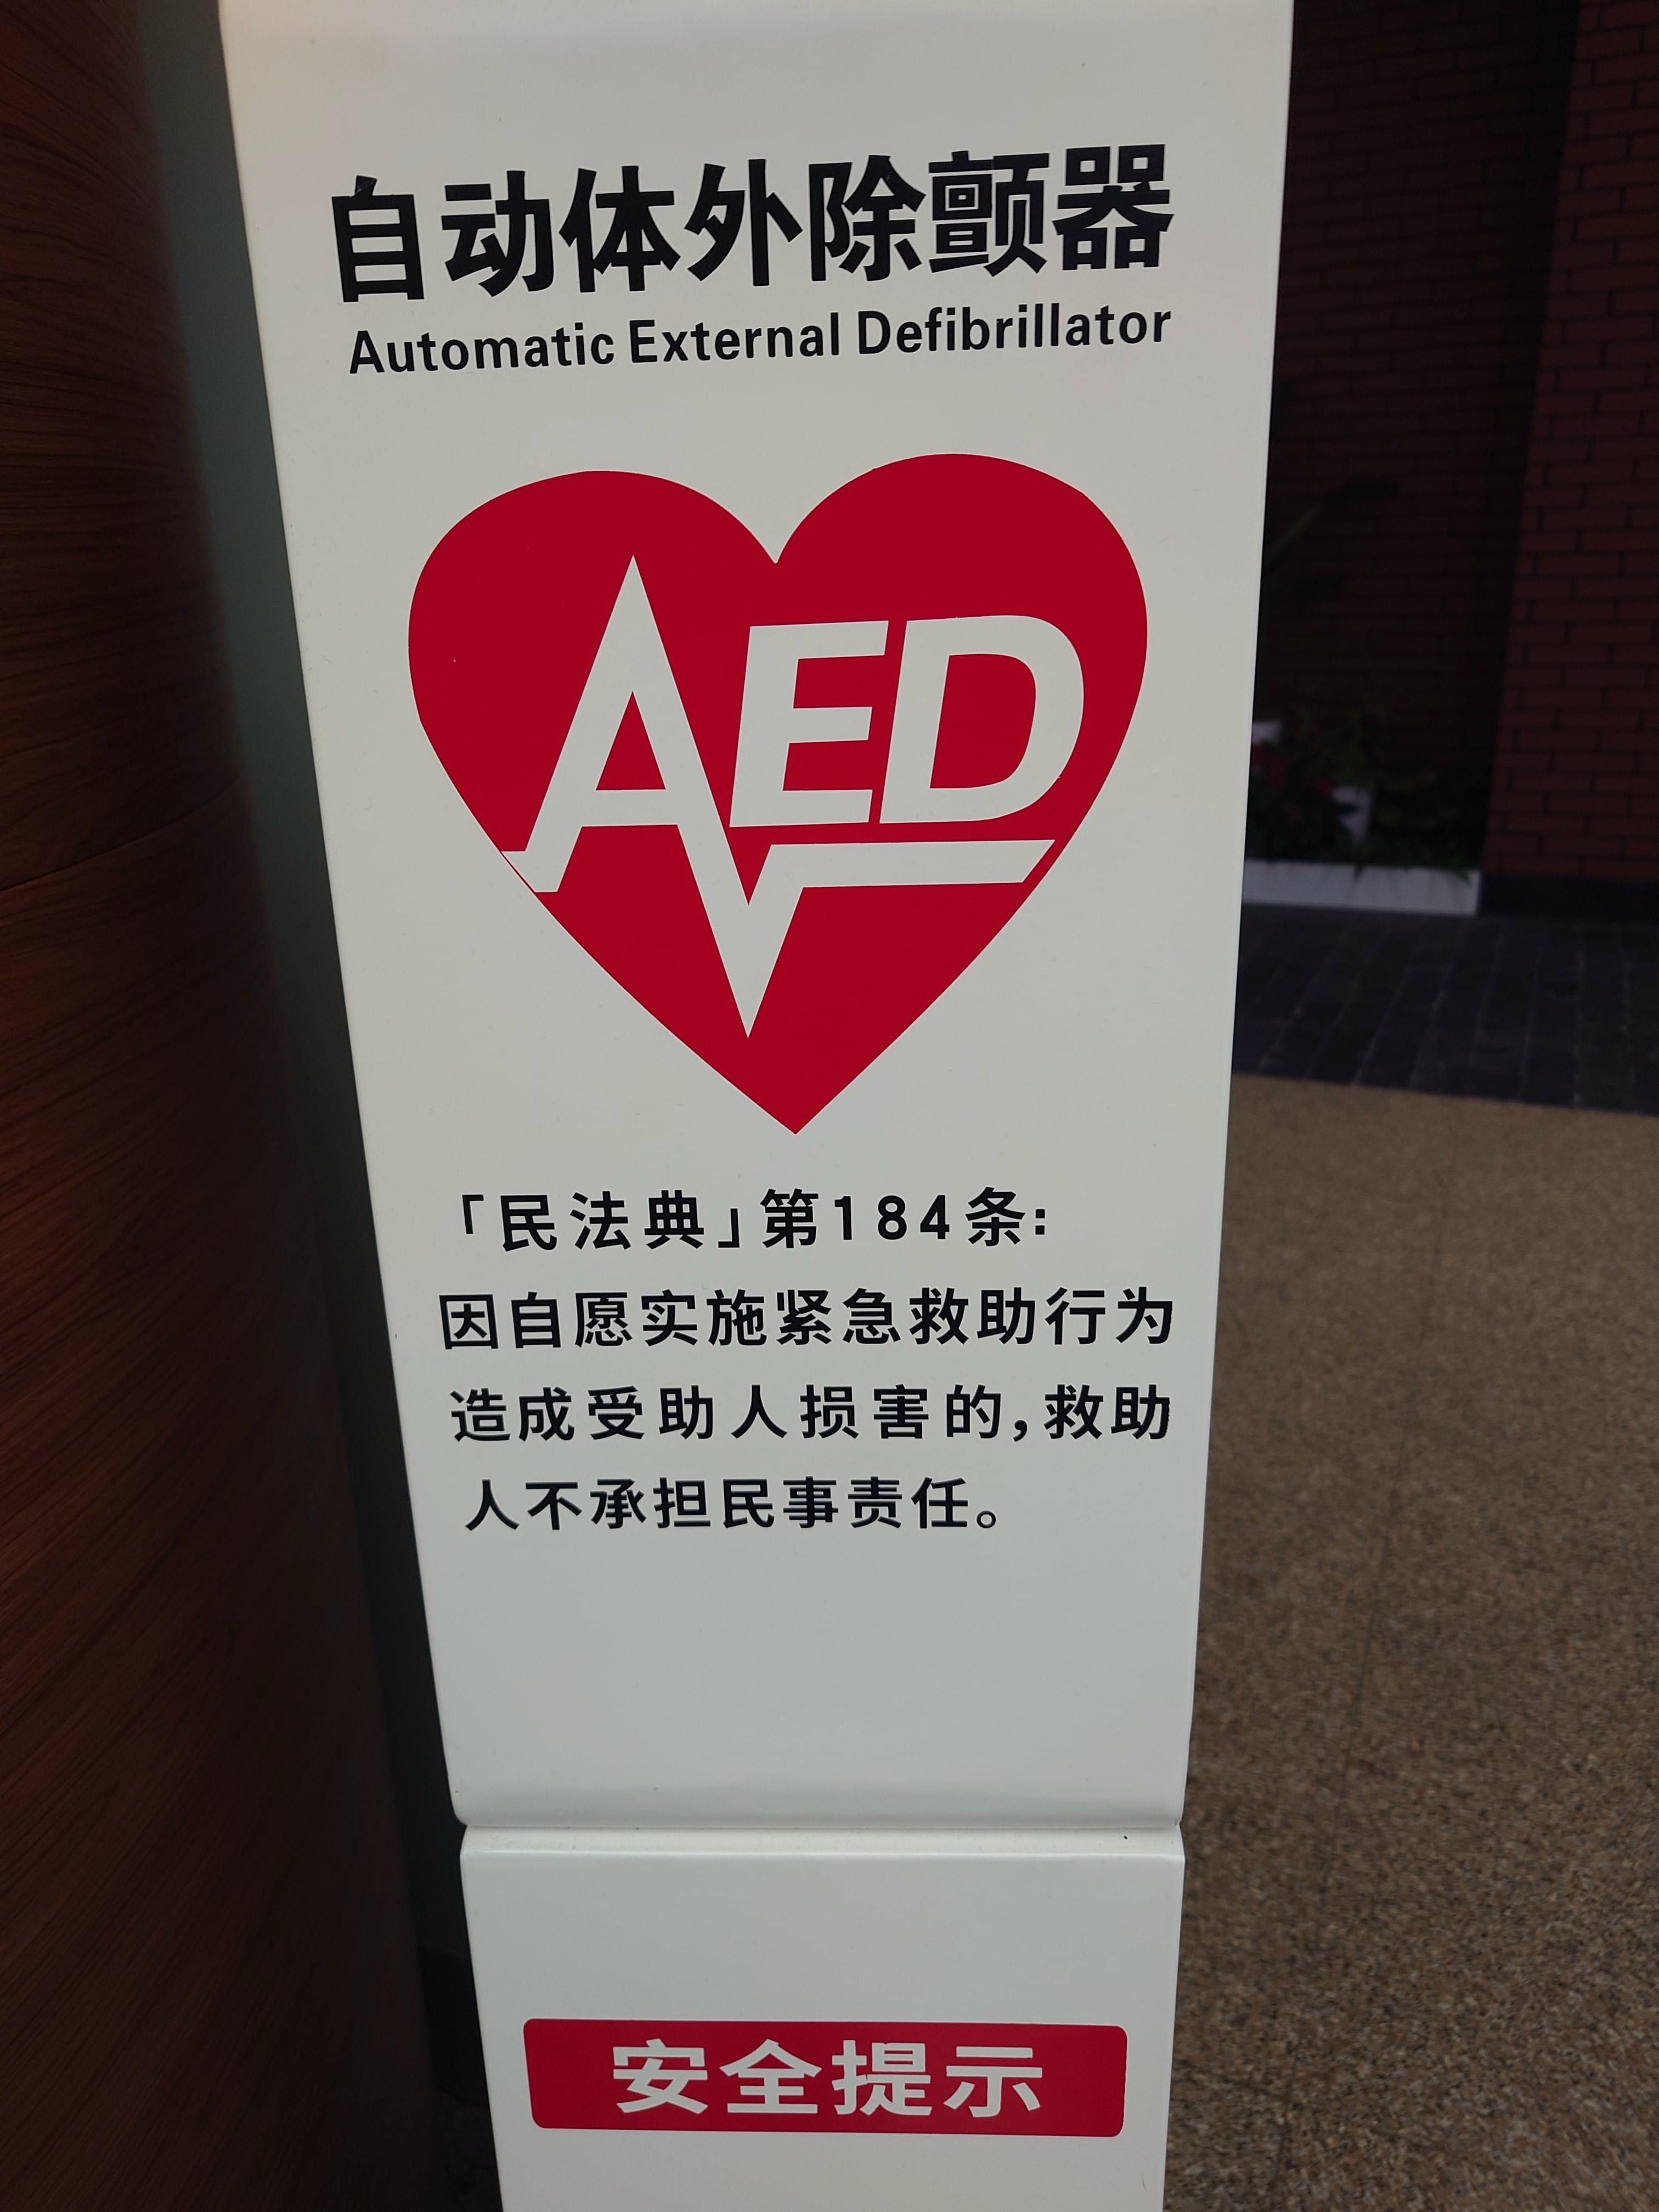 自动体外除颤器
Automatic External Defibrillator
AED
「民法典」第184条:
因自愿实施紧急救助行为
造成受助人损害的,救助
人不承担民事责任。
安全提示